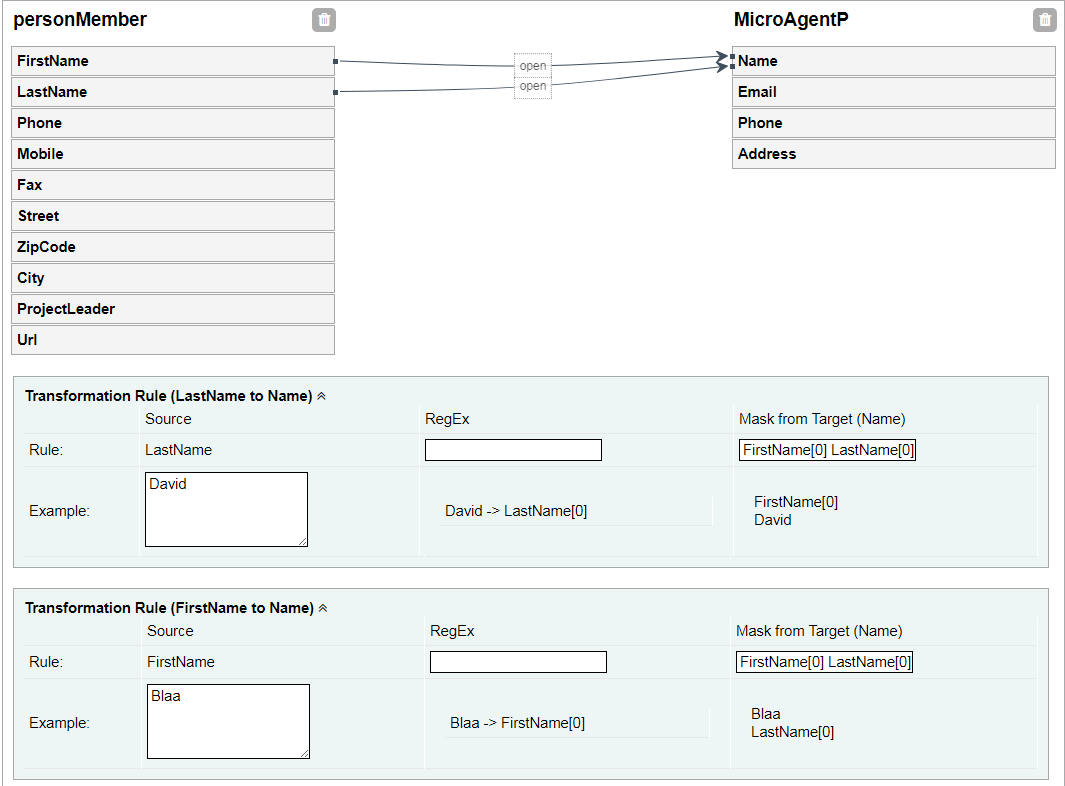 personMember
MicroAgentP
FirstName
open
Name
LastName
open
Email
Phone
Phone
Mobile
Address
Fax
Street
ZipCode
City
ProjectLeader
Url
Transformation Rule (LastName to Name)
Source RegEx Mask from Target (Name)
Rule: LastName FirstName[0] LastName[0]
Example: David David -> LastName[0] FirstName[0]
David
Transformation Rule (FirstName to Name)
Source RegEx Mask from Target (Name)
Rule: FirstName FirstName[0] LastName[0]
Example: Blaa Blaa -> FirstName[0] Blaa
LastName[0]